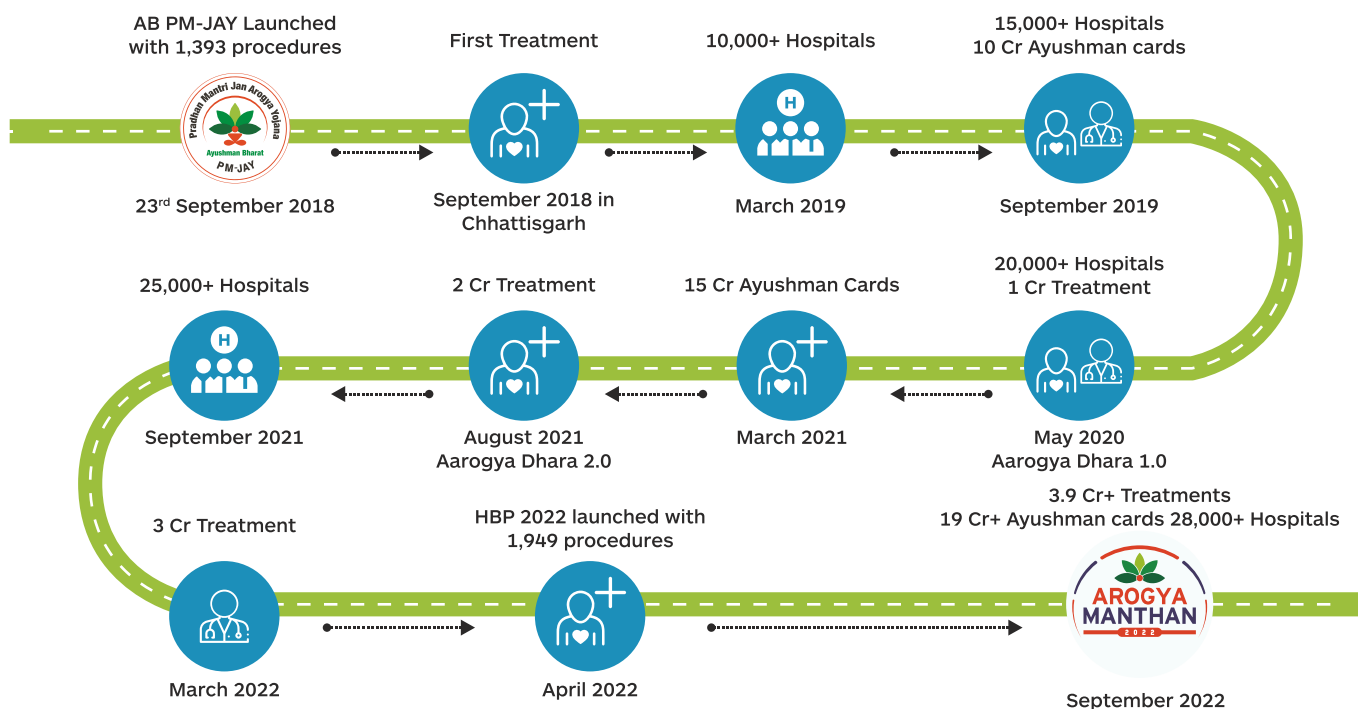 AB PM-JAY Launched
with 1,393 procedures
Pradhan Mantri Jan Arogya Yojana
Ayushman Bharat
PM-JAY
23rd September 2018
First Treatment
September 2018 in
Chhattisgarh
10,000+ Hospitals
H
March 2019
15,000+ Hospitals
10 Cr Ayushman cards
September 2019
20,000+ Hospitals
1 Cr Treatment
May 2020
Aarogya Dhara 1.0
15 Cr Ayushman Cards
March 2021
2 Cr Treatment
August 2021
Aarogya Dhara 2.0
25,000+ Hospitals
H
September 2021
3 Cr Treatment
March 2022
HBP 2022 launched with
1,949 procedures
April 2022
3.9 Cr+ Treatments
19 Cr+ Ayushman cards 28,000+ Hospitals
AROGYA
MANTHAN
2022
September 2022